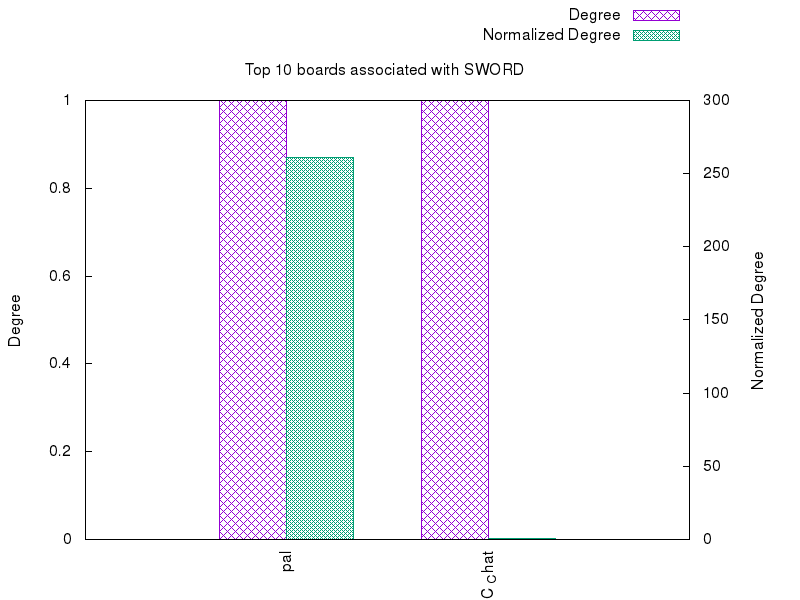 Degree
Normalized Degree
Top 10 boards associated with SWORD
1
0.8
0.6
0.4
0.2
0
300
250
200
150
100
50
0
Degree
Normalized Degree
pal
C Chat